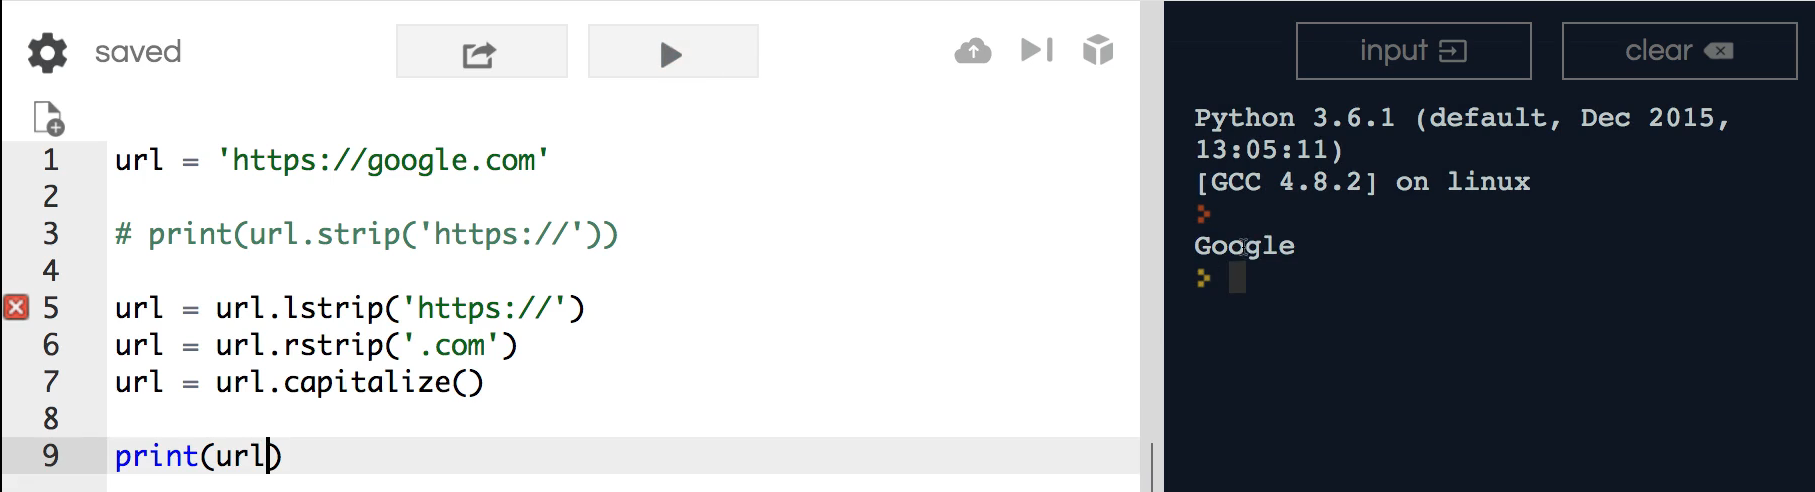 saved
input
clear
1 url = 'https://google.com'
2
3 # print(url.strip('https://'))
4
5 url = url.lstrip('https://')
6 url = url.rstrip('.com')
7 url = url.capitalize()
8
9 print(url)
Python 3.6.1 (default, Dec 2015,
13:05:11)
[GCC 4.8.2] on linux
Google